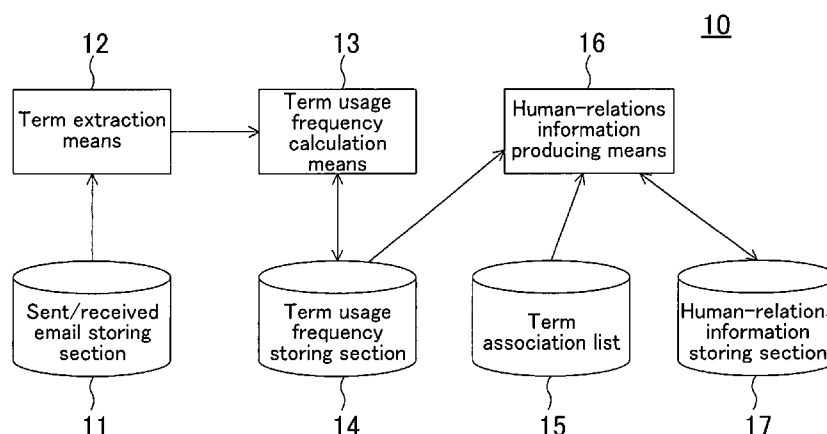 10
12
13
16
Term extraction
means
Term usage
frequency
calculation
means
Human-relations
information
producing means
Sent/received
email storing
section
Term usage
frequency
storing section
Term
association list
Human-relations
information
storing section
11
14
15
17